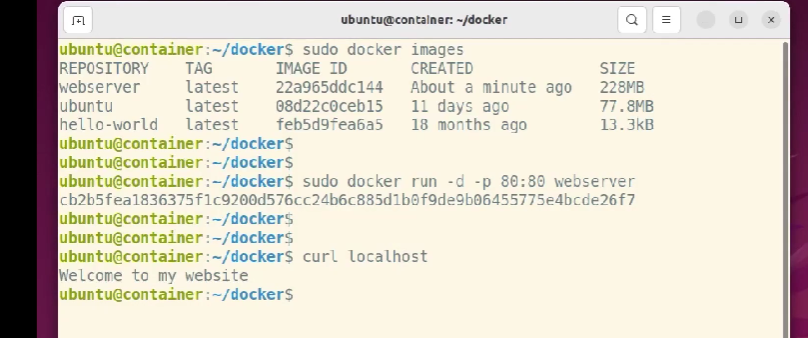 ubuntu@container: ~/docker
ubuntu@container:~/docker$ sudo docker images
REPOSITORY    TAG       IMAGE ID       CREATED              SIZE
webserver     latest    22a965ddc144   About a minute ago   228MB
ubuntu        latest    08d22c0ceb15   11 days ago          77.8MB
hello-world   latest    feb5d9fea6a5   18 months ago        13.3kB
ubuntu@container:~/docker$
ubuntu@container:~/docker$
ubuntu@container:~/docker$ sudo docker run -d -p 80:80 webserver
cb2b5fea1836375f1c9200d576cc24b6c885d1b0f9de9b06455775e4bcde26f7
ubuntu@container:~/docker$
ubuntu@container:~/docker$
ubuntu@container:~/docker$ curl localhost
Welcome to my website
ubuntu@container:~/docker$